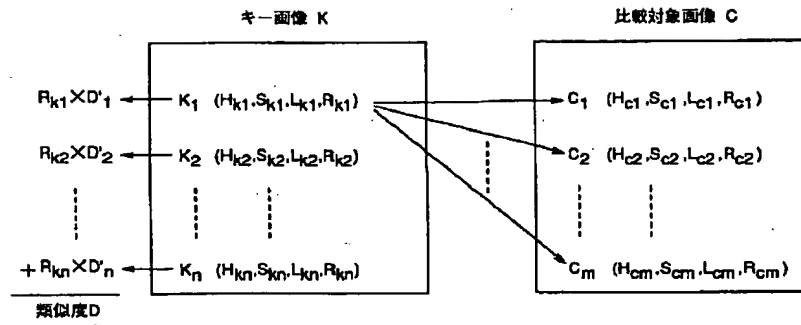 キー画像 K 比較対象画像 C
Rk1×D'1 K1 (Hk1,Sk1,Lk1,Rk1) C1 (Hc1,Sc1,Lc1,Rc1)
Rk2×D'2 K2 (Hk2,Sk2,Lk2,Rk2) C2 (Hc2,Sc2,Lc2,Rc2)
+Rkn×D'n Kn (Hkn,Skn,Lkn,Rkn) Cm (Hcm,Scm,Lcm,Rcm)
類似度D